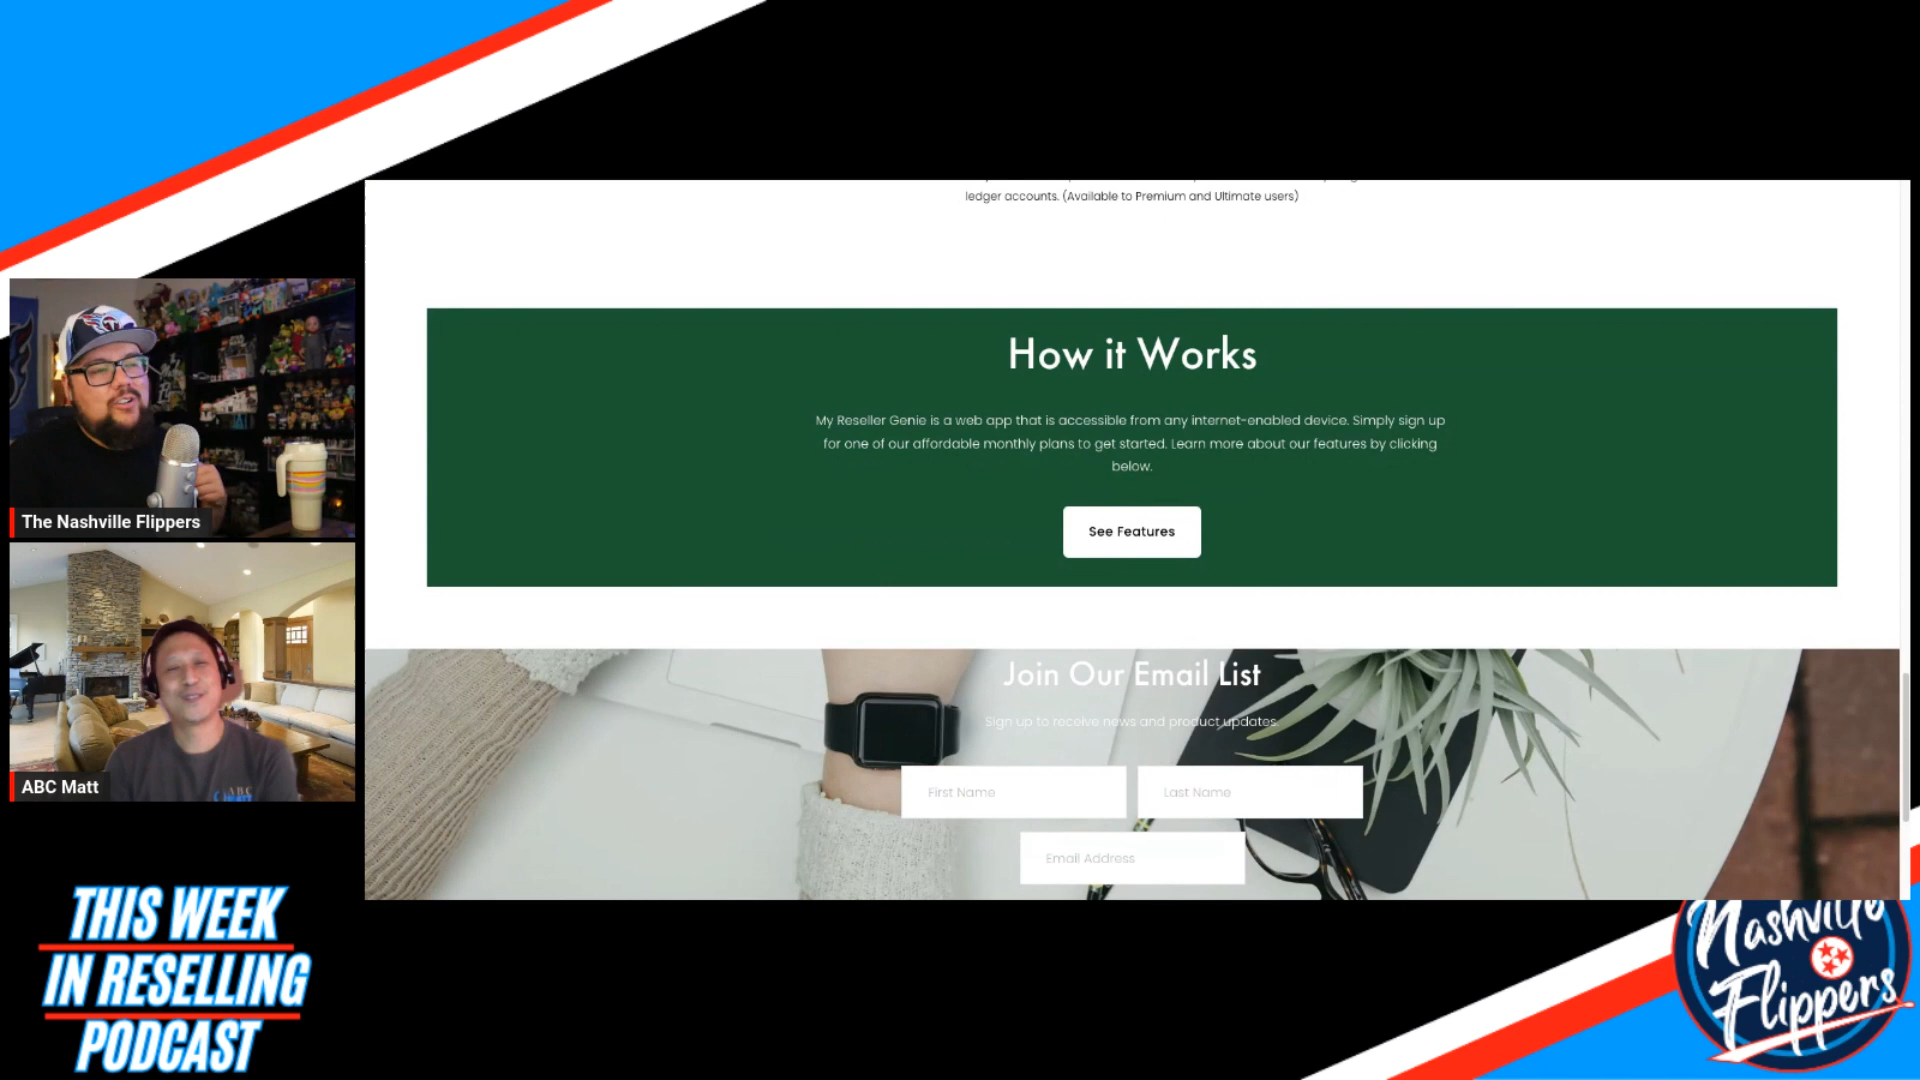 ledger accounts. (Available to Premium and Ultimate users)
How it Works
My Reseller Genie is a web app that is accessible from any internet-enabled device. Simply sign up
for one of our affordable monthly plans to get started. Learn more about our features by clicking
below.
See Features
The Nashville Flippers
Join Our Email List
Sign up to receive news and product updates.
First Name
Last Name
Email Address
ABC
ABC Matt
THIS WEEK
IN RESELLING
PODCAST
Nashville
Flippers